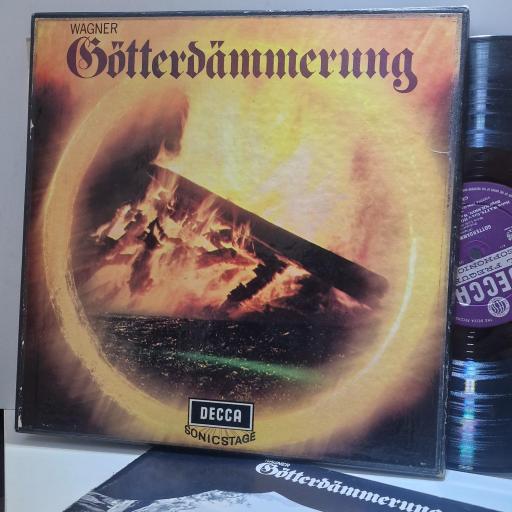 WAGNER
Götterdämmerung
DECCA
SONICSTAGE
DECCA
WAGNER
Götterdämmerung